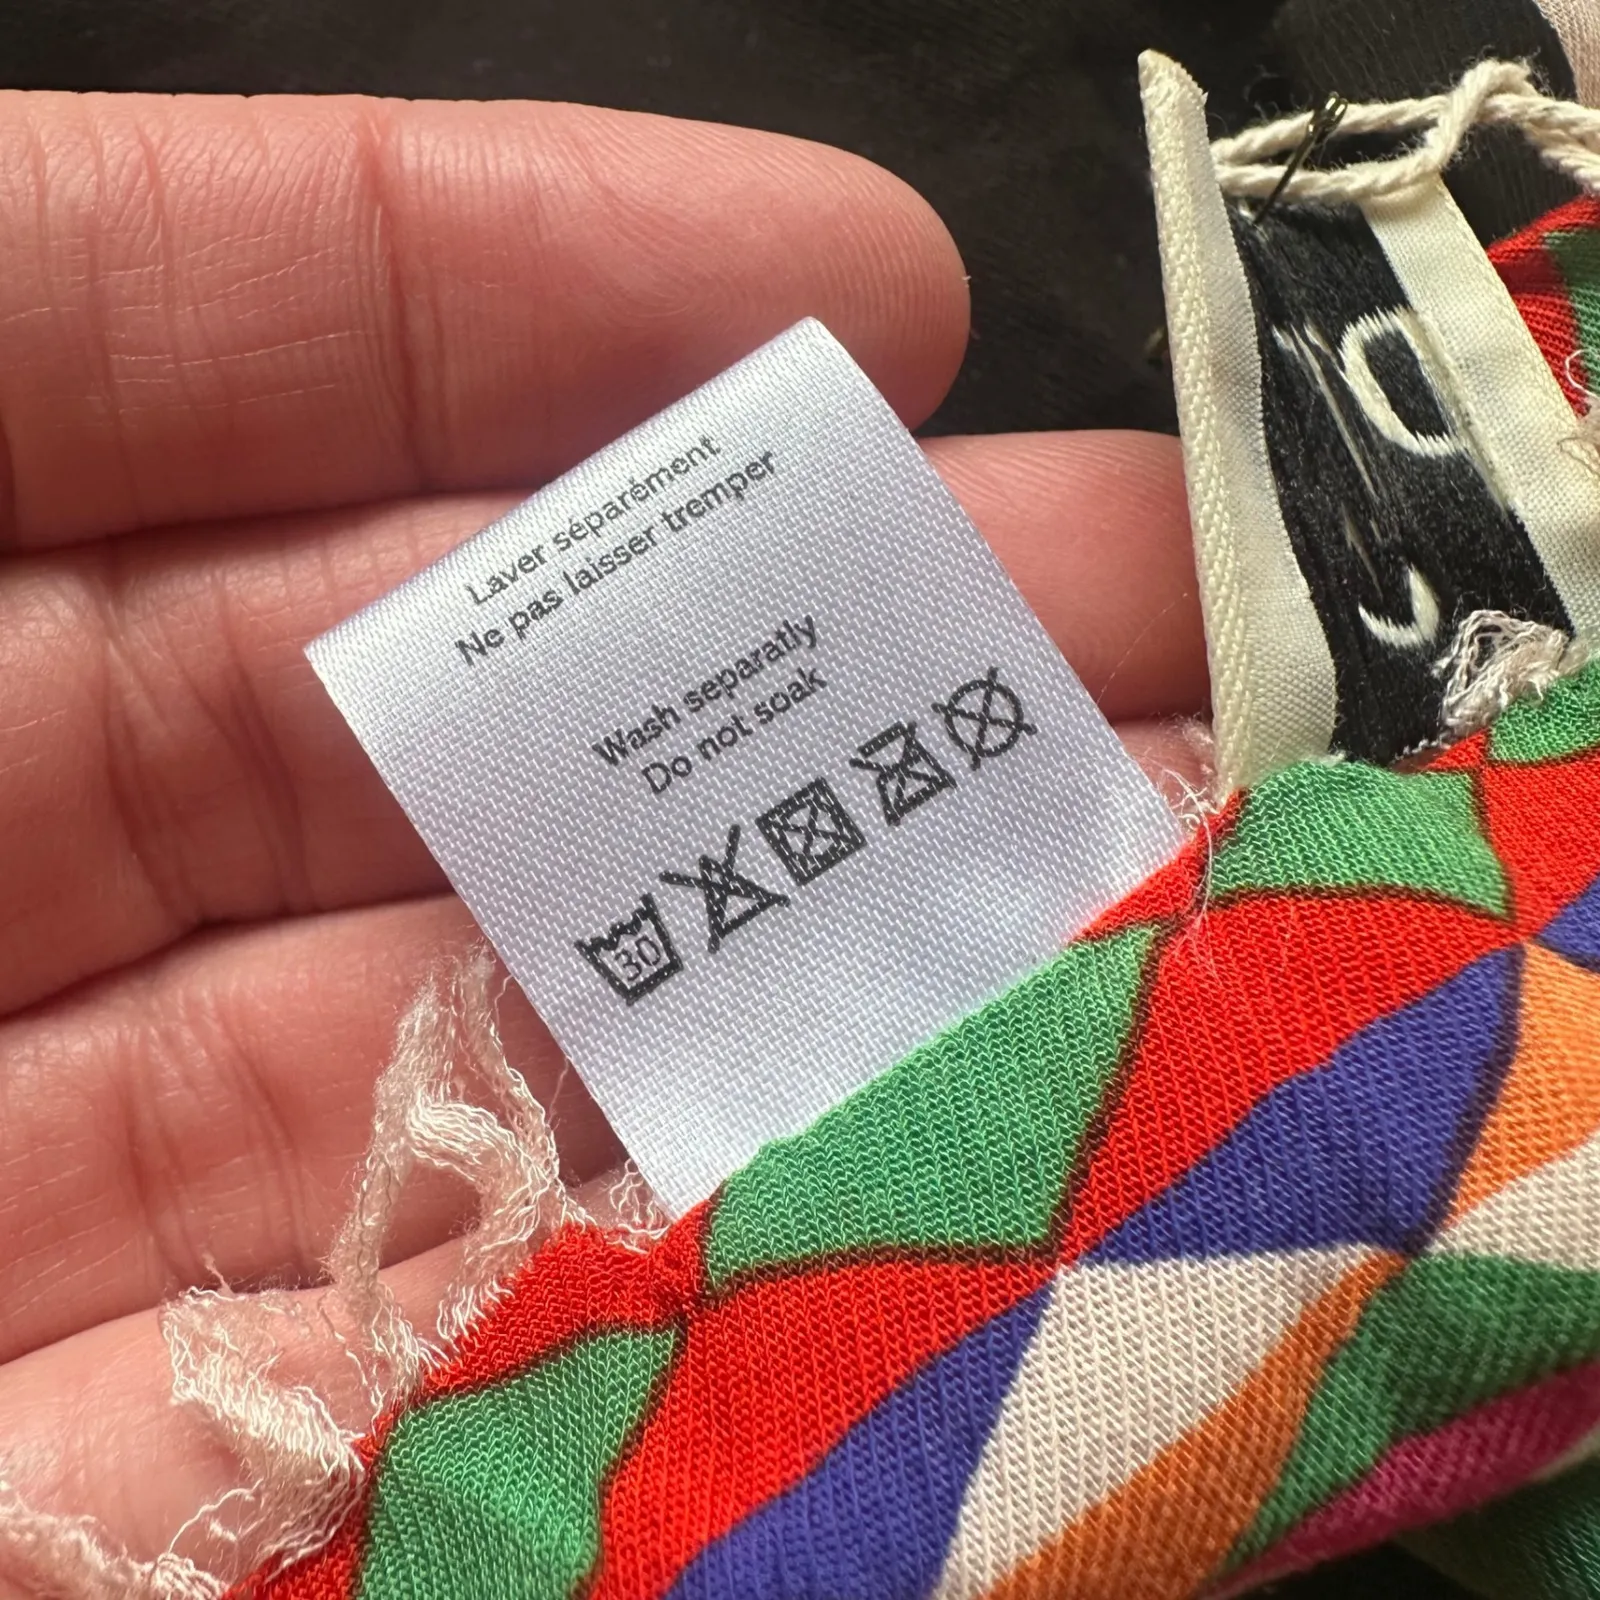 Laver séparément
Ne pas laisser tremper
Wash separatly
Do not soak
30